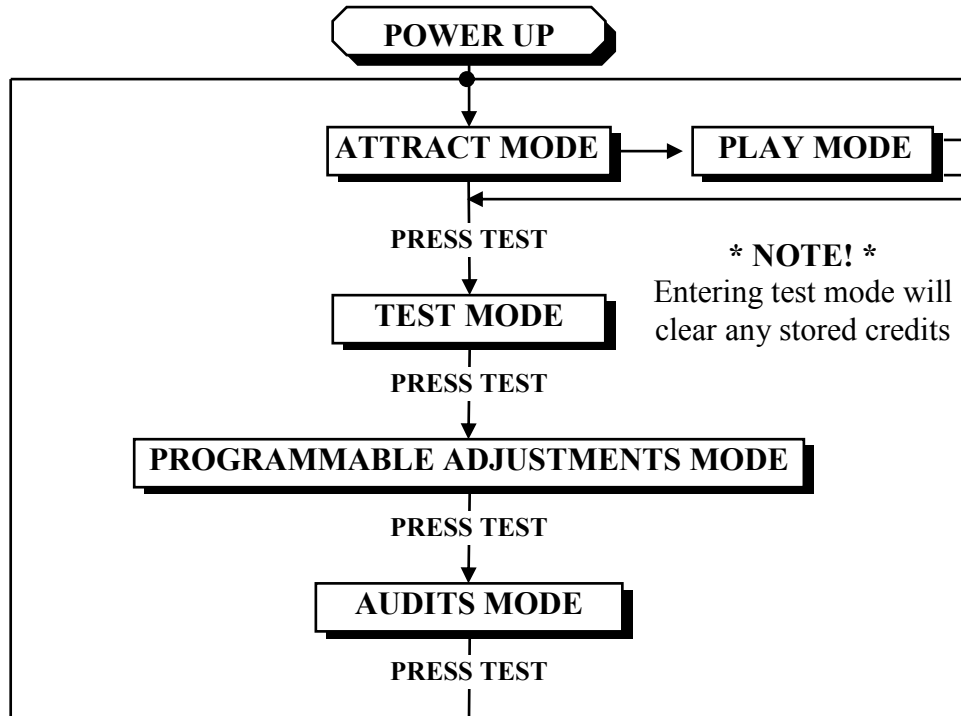 POWER UP
ATTRACT MODE
PLAY MODE
PRESS TEST
* NOTE! *
Entering test mode will
clear any stored credits
TEST MODE
PRESS TEST
PROGRAMMABLE ADJUSTMENTS MODE
PRESS TEST
AUDITS MODE
PRESS TEST